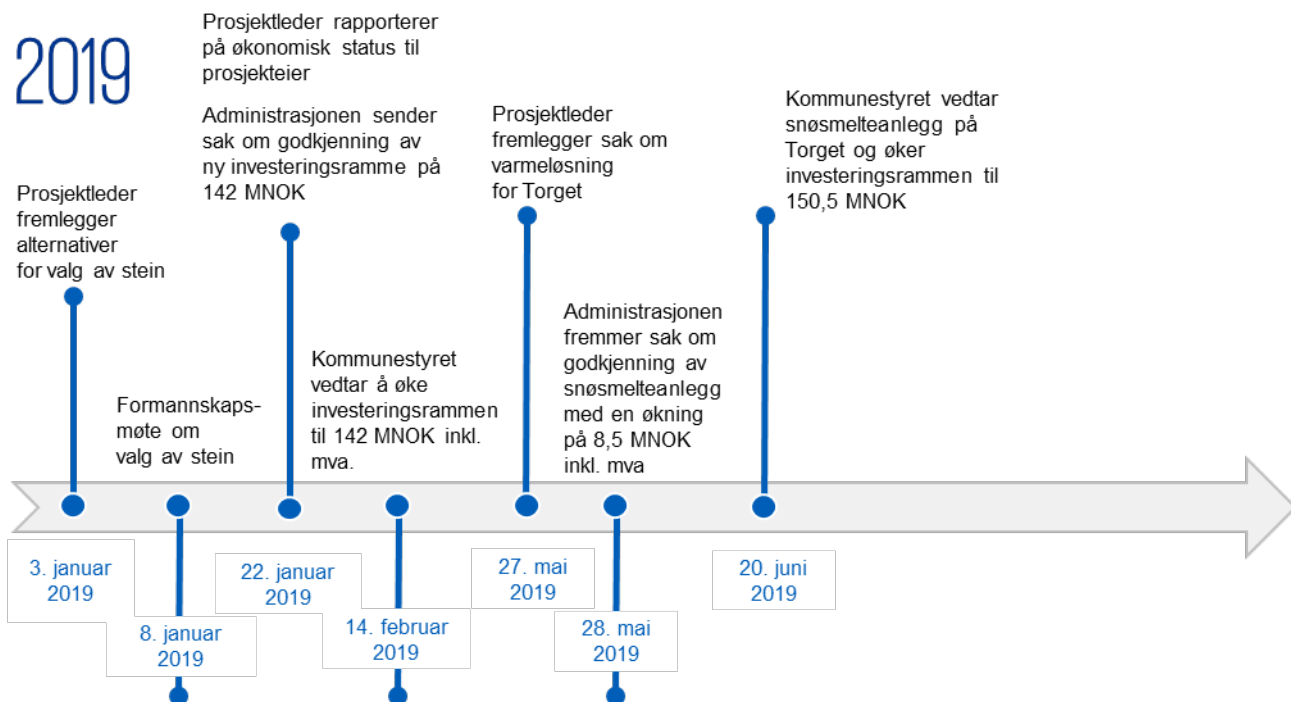 2019
Prosjektleder
fremlegger
alternativer
for valg av stein
Formannskaps-
møte om
valg av stein
Prosjektleder rapporterer
på økonomisk status til
prosjekteier
Administrasjonen sender
sak om godkjenning av
ny investeringsramme på
142 MNOK
Kommunestyret
vedtar å øke
investeringsrammen
til 142 MNOK inkl.
mva.
Prosjektleder
fremlegger sak om
varmeløsning
for Torget
Administrasjonen
fremmer sak om
godkjenning av
snøsmelteanlegg
med en økning
på 8,5 MNOK
inkl. mva
Kommunestyret vedtar
snøsmelteanlegg på
Torget og øker
investeringsrammen til
150,5 MNOK
3. januar
2019
8. januar
2019
22. januar
2019
14. februar
2019
27. mai
2019
28. mai
2019
20. juni
2019